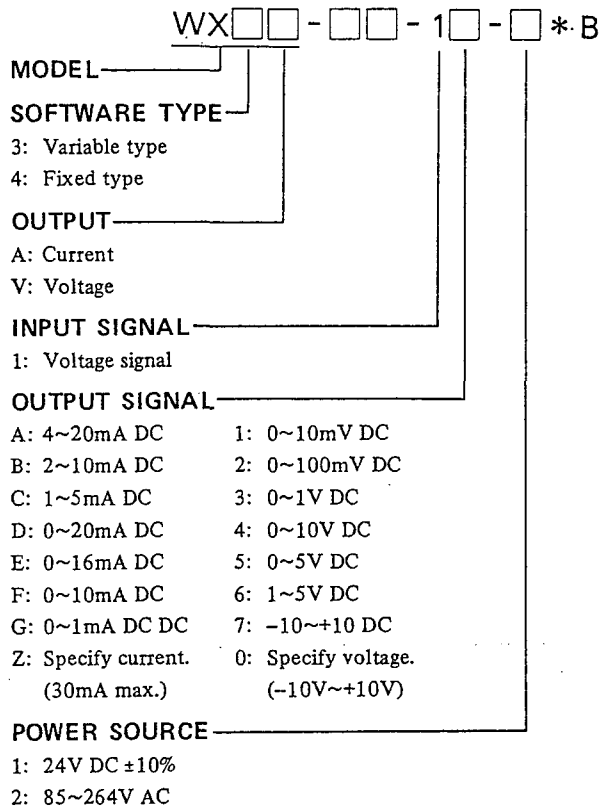 WX□□-□□-1□-□*B
MODEL
SOFTWARE TYPE
3: Variable type
4: Fixed type
OUTPUT
A: Current
V: Voltage
INPUT SIGNAL
1: Voltage signal
OUTPUT SIGNAL
A: 4~20mA DC 1: 0~10mV DC
B: 2~10mA DC 2: 0~100mV DC
C: 1~5mA DC 3: 0~1V DC
D: 0~20mA DC 4: 0~10V DC
E: 0~16mA DC 5: 0~5V DC
F: 0~10mA DC 6: 1~5V DC
G: 0~1mA DC DC 7: –10~+10 DC
Z: Specify current. 0: Specify voltage.
(30mA max.) (–10V~+10V)
POWER SOURCE
1: 24V DC ±10%
2: 85~264V AC